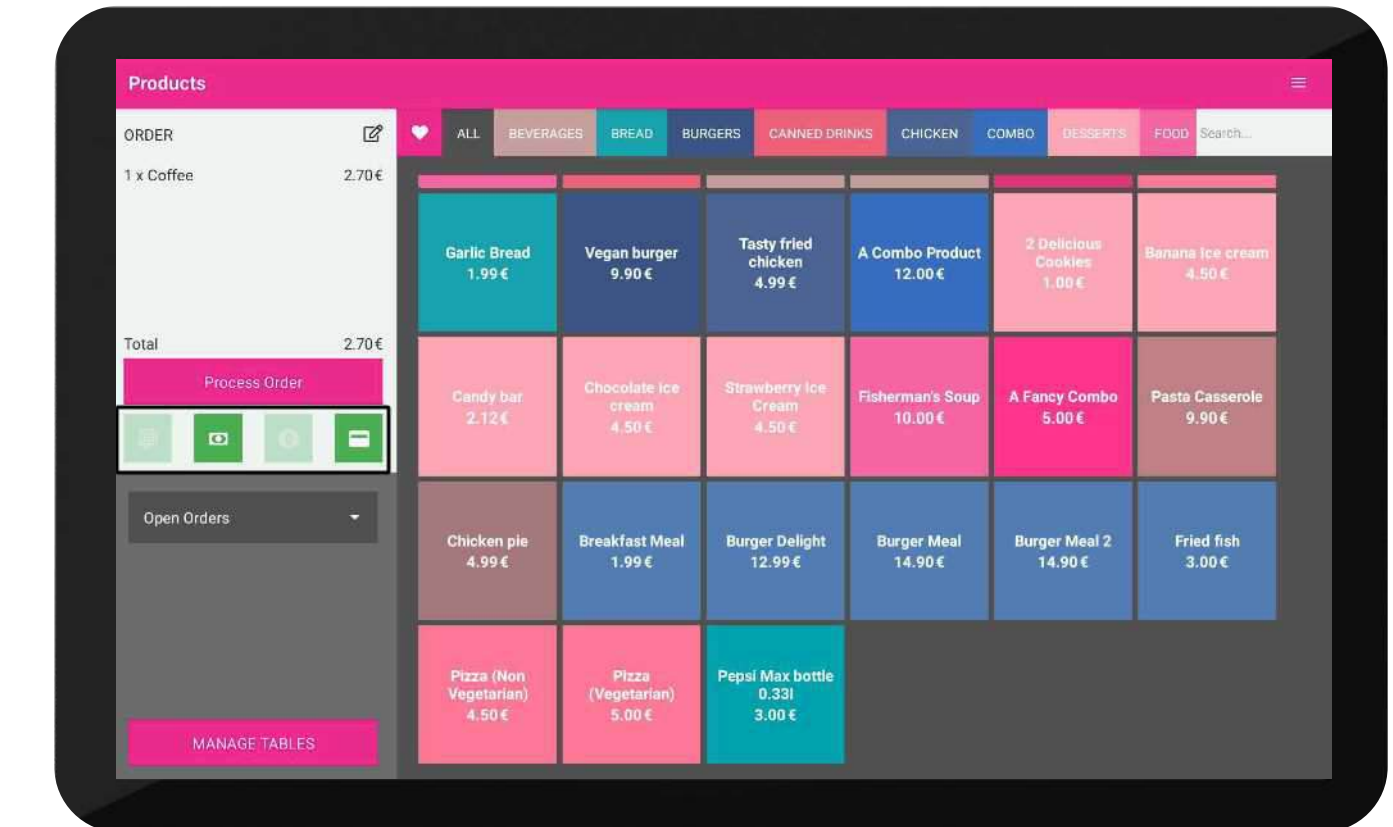 Products
ORDER
1 x Coffee 2.70€
Total 2.70€
Process Order
Open Orders
MANAGE TABLES
ALL BEVERAGES BREAD BURGERS CANNED DRINKS CHICKEN COMBO DESSERTS FOOD Search...
Garlic Bread
1.99€
Vegan burger
9.90€
Tasty fried
chicken
4.99€
A Combo Product
12.00€
2 Delicious
Cookies
1.00€
Banana Ice cream
4.50€
Candy bar
2.12€
Chocolate ice
cream
4.50€
Strawberry Ice
Cream
4.50€
Fisherman's Soup
10.00€
A Fancy Combo
5.00€
Pasta Casserole
9.90€
Chicken pie
4.99€
Breakfast Meal
1.99€
Burger Delight
12.99€
Burger Meal
14.90€
Burger Meal 2
14.90€
Fried fish
3.00€
Pizza (Non
Vegetarian)
4.50€
Pizza
(Vegetarian)
5.00€
Pepsi Max bottle
0.33l
3.00€